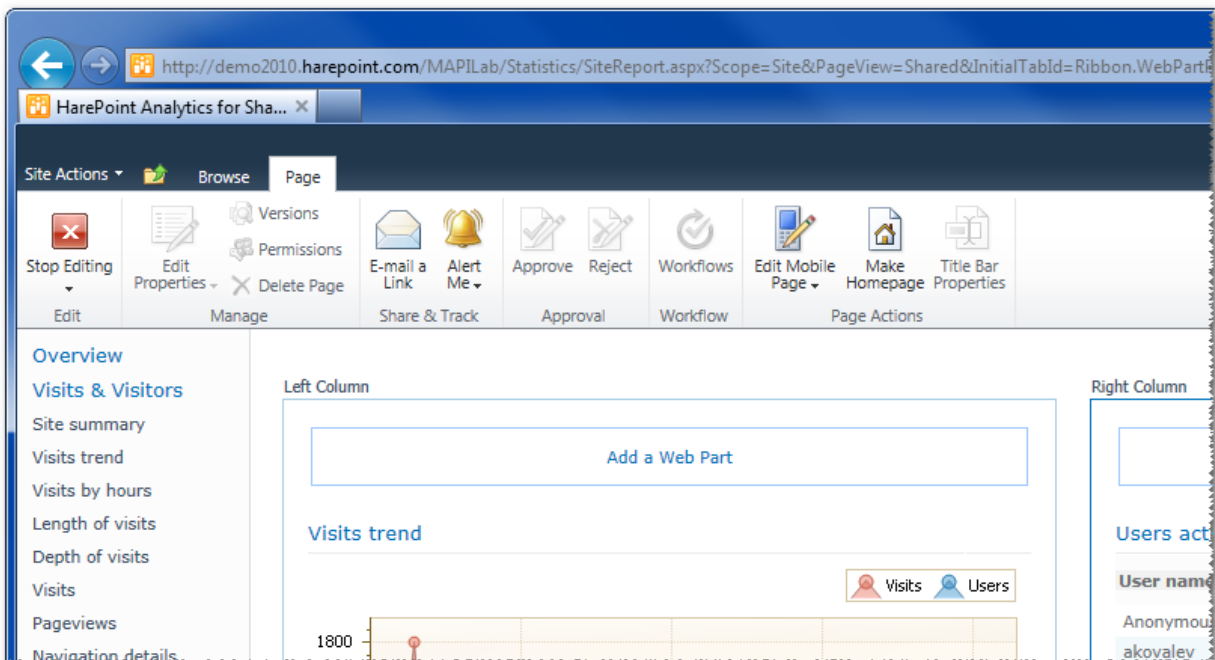 http://demo2010.harepoint.com/MAPILab/Statistics/SiteReport.aspx?Scope=Site&PageView=Shared&InitialTabId=Ribbon.WebPart
HarePoint Analytics for Sha...
Site Actions Browse Page
Stop Editing
Edit Properties
Versions
Permissions
Delete Page
E-mail a Link
Alert Me
Approve
Reject
Workflows
Edit Mobile Page
Make Homepage
Title Bar Properties
Edit Manage Share & Track Approval Workflow Page Actions
Overview
Visits & Visitors
Site summary
Visits trend
Visits by hours
Length of visits
Depth of visits
Visits
Pageviews
Navigation details
Left Column
Add a Web Part
Visits trend
Visits Users
1800
Right Column
Users act
User name
Anonymou
akovalev